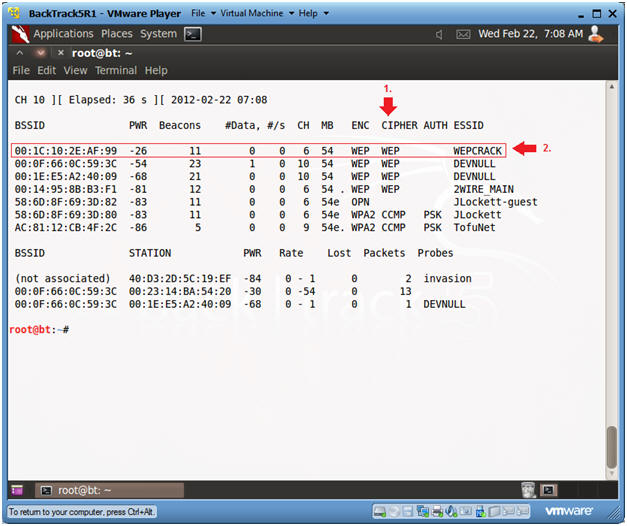 BackTrack5R1 - VMware Player File Virtual Machine Help
Applications Places System Wed Feb 22, 7:08 AM
root@bt: ~
File Edit View Terminal Help
CH 10 ][ Elapsed: 36 s ][ 2012-02-22 07:08
1.
BSSID PWR Beacons #Data, #/s CH MB ENC CIPHER AUTH ESSID
00:1C:10:2E:AF:99 -26 11 0 0 6 54 WEP WEP WEPCRACK
2.
00:0F:66:0C:59:3C -54 23 1 0 10 54 WEP WEP DEVNULL
00:1E:E5:A2:40:09 -68 21 0 0 10 54 WEP WEP DEVNULL
00:14:95:8B:B3:F1 -81 12 0 0 6 54 . WEP WEP 2WIRE_MAIN
58:6D:8F:69:3D:82 -83 11 0 0 6 54e OPN JLockett-guest
58:6D:8F:69:3D:80 -83 11 0 0 6 54e WPA2 CCMP PSK JLockett
AC:81:12:CB:4F:2C -86 5 0 0 9 54e. WPA2 CCMP PSK TofuNet
BSSID STATION PWR Rate Lost Packets Probes
(not associated) 40:D3:2D:5C:19:EF -84 0 - 1 0 2 invasion
00:0F:66:0C:59:3C 00:23:14:BA:54:20 -30 0 -54 0 13
00:0F:66:0C:59:3C 00:1E:E5:A2:40:09 -68 0 - 1 0 1 DEVNULL
root@bt:~#
root@bt: ~
To return to your computer, press Ctrl+Alt.
vmware